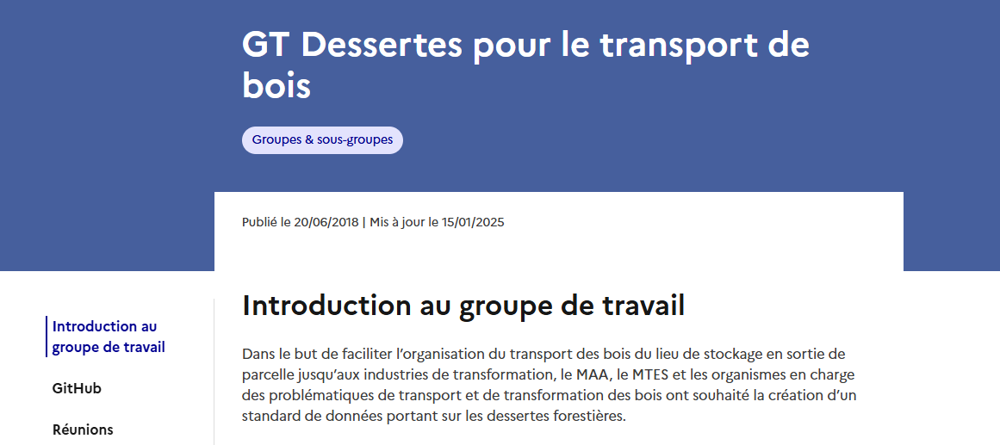 GT Dessertes pour le transport de
bois
Groupes & sous-groupes
Publié le 20/06/2018 | Mis à jour le 15/01/2025
Introduction au
groupe de travail
GitHub
Réunions
Introduction au groupe de travail
Dans le but de faciliter l’organisation du transport des bois du lieu de stockage en sortie de
parcelle jusqu’aux industries de transformation, le MAA, le MTES et les organismes en charge
des problématiques de transport et de transformation des bois ont souhaité la création d’un
standard de données portant sur les dessertes forestières.